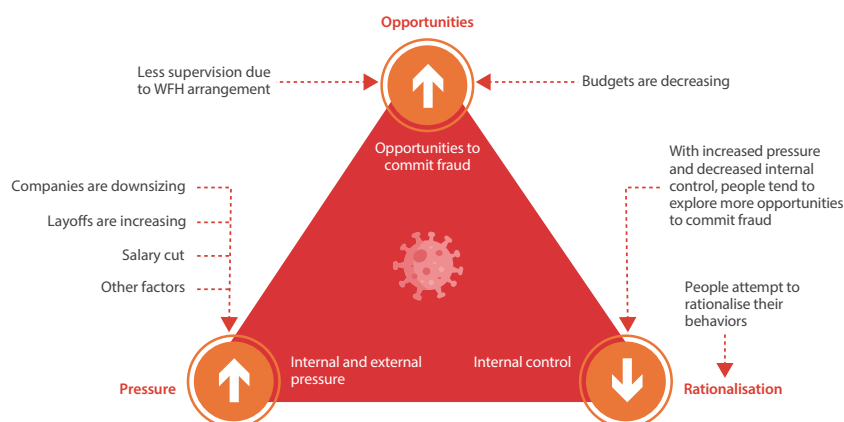 Opportunities
Less supervision due
to WFH arrangement
Budgets are decreasing
Opportunities to
commit fraud
With increased pressure
and decreased internal
control, people tend to
explore more opportunities
to commit fraud
Companies are downsizing
Layoffs are increasing
Salary cut
Other factors
People attempt to
rationalise their
behaviors
Internal and external
pressure
Internal control
Pressure
Rationalisation